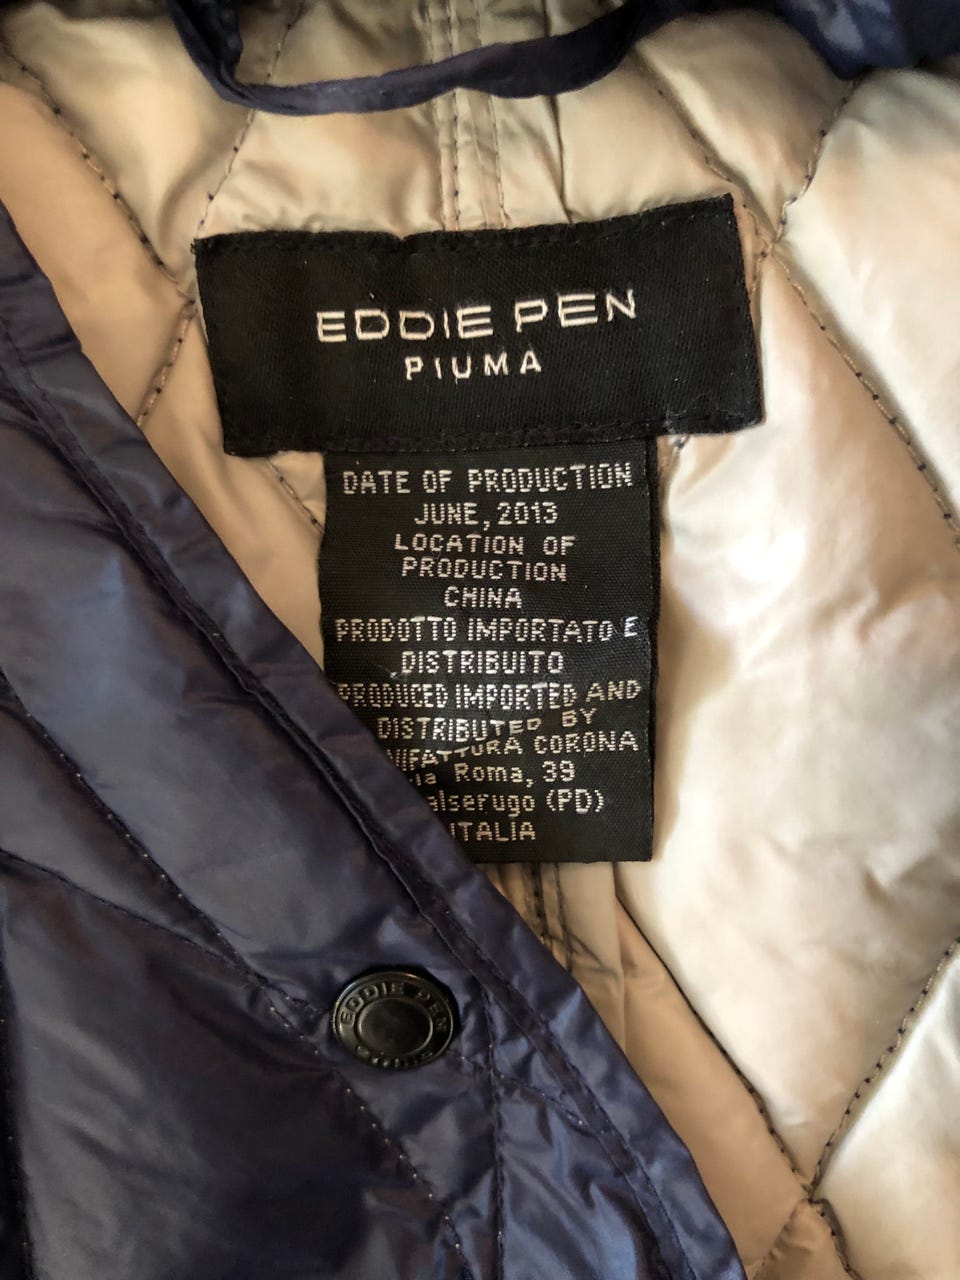 EDDIE PEN
PIUMA
DATE OF PRODUCTION
JUNE, 2013
LOCATION OF
PRODUCTION
CHINA
PRODOTTO IMPORTATO E
DISTRIBUITO
PRODUCED IMPORTED AND
DISTRIBUTED BY
CORONA
Roma, 39
(PD)
ITALIA
EDDIE PEN